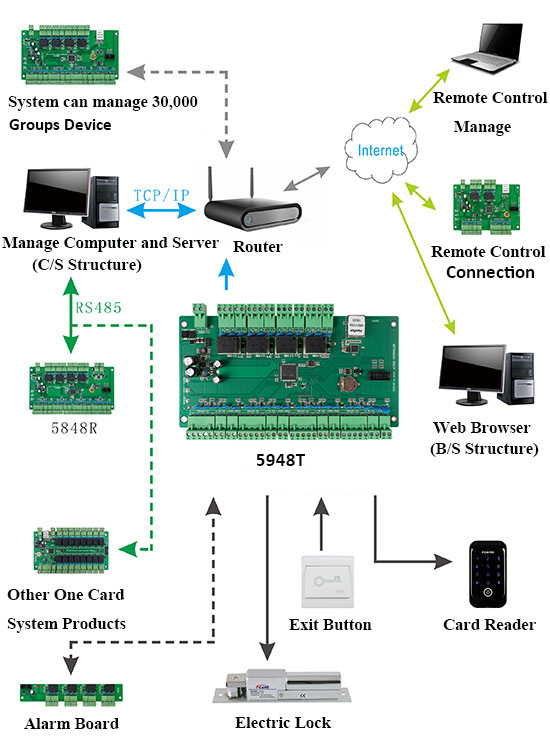 System can manage 30,000
Groups Device
Remote Control
Manage
Internet
TCP/IP
Manage Computer and Server
(C/S Structure)
Router
Remote Control
Connection
RS485
5848R
5948T
Web Browser
(B/S Structure)
Other One Card
System Products
Exit Button
Card Reader
Alarm Board
Electric Lock